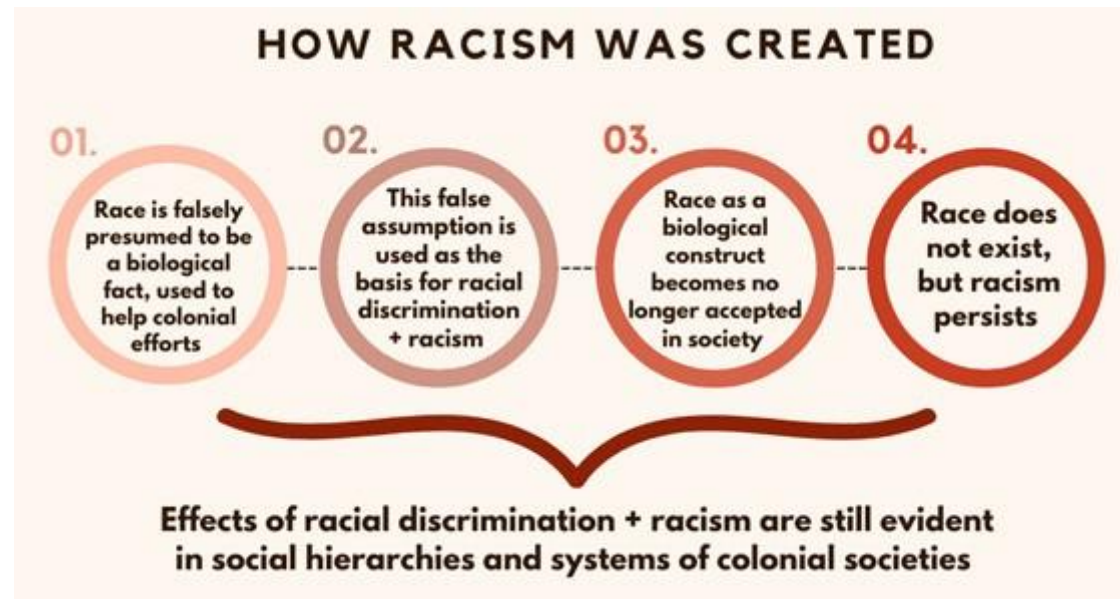 HOW RACISM WAS CREATED
01.
Race is falsely
presumed to be
a biological
fact, used to
help colonial
efforts
02.
This false
assumption is
used as the
basis for racial
discrimination
+ racism
03.
Race as a
biological
construct
becomes no
longer accepted
in society
04.
Race does
not exist,
but racism
persists
Effects of racial discrimination + racism are still evident
in social hierarchies and systems of colonial societies